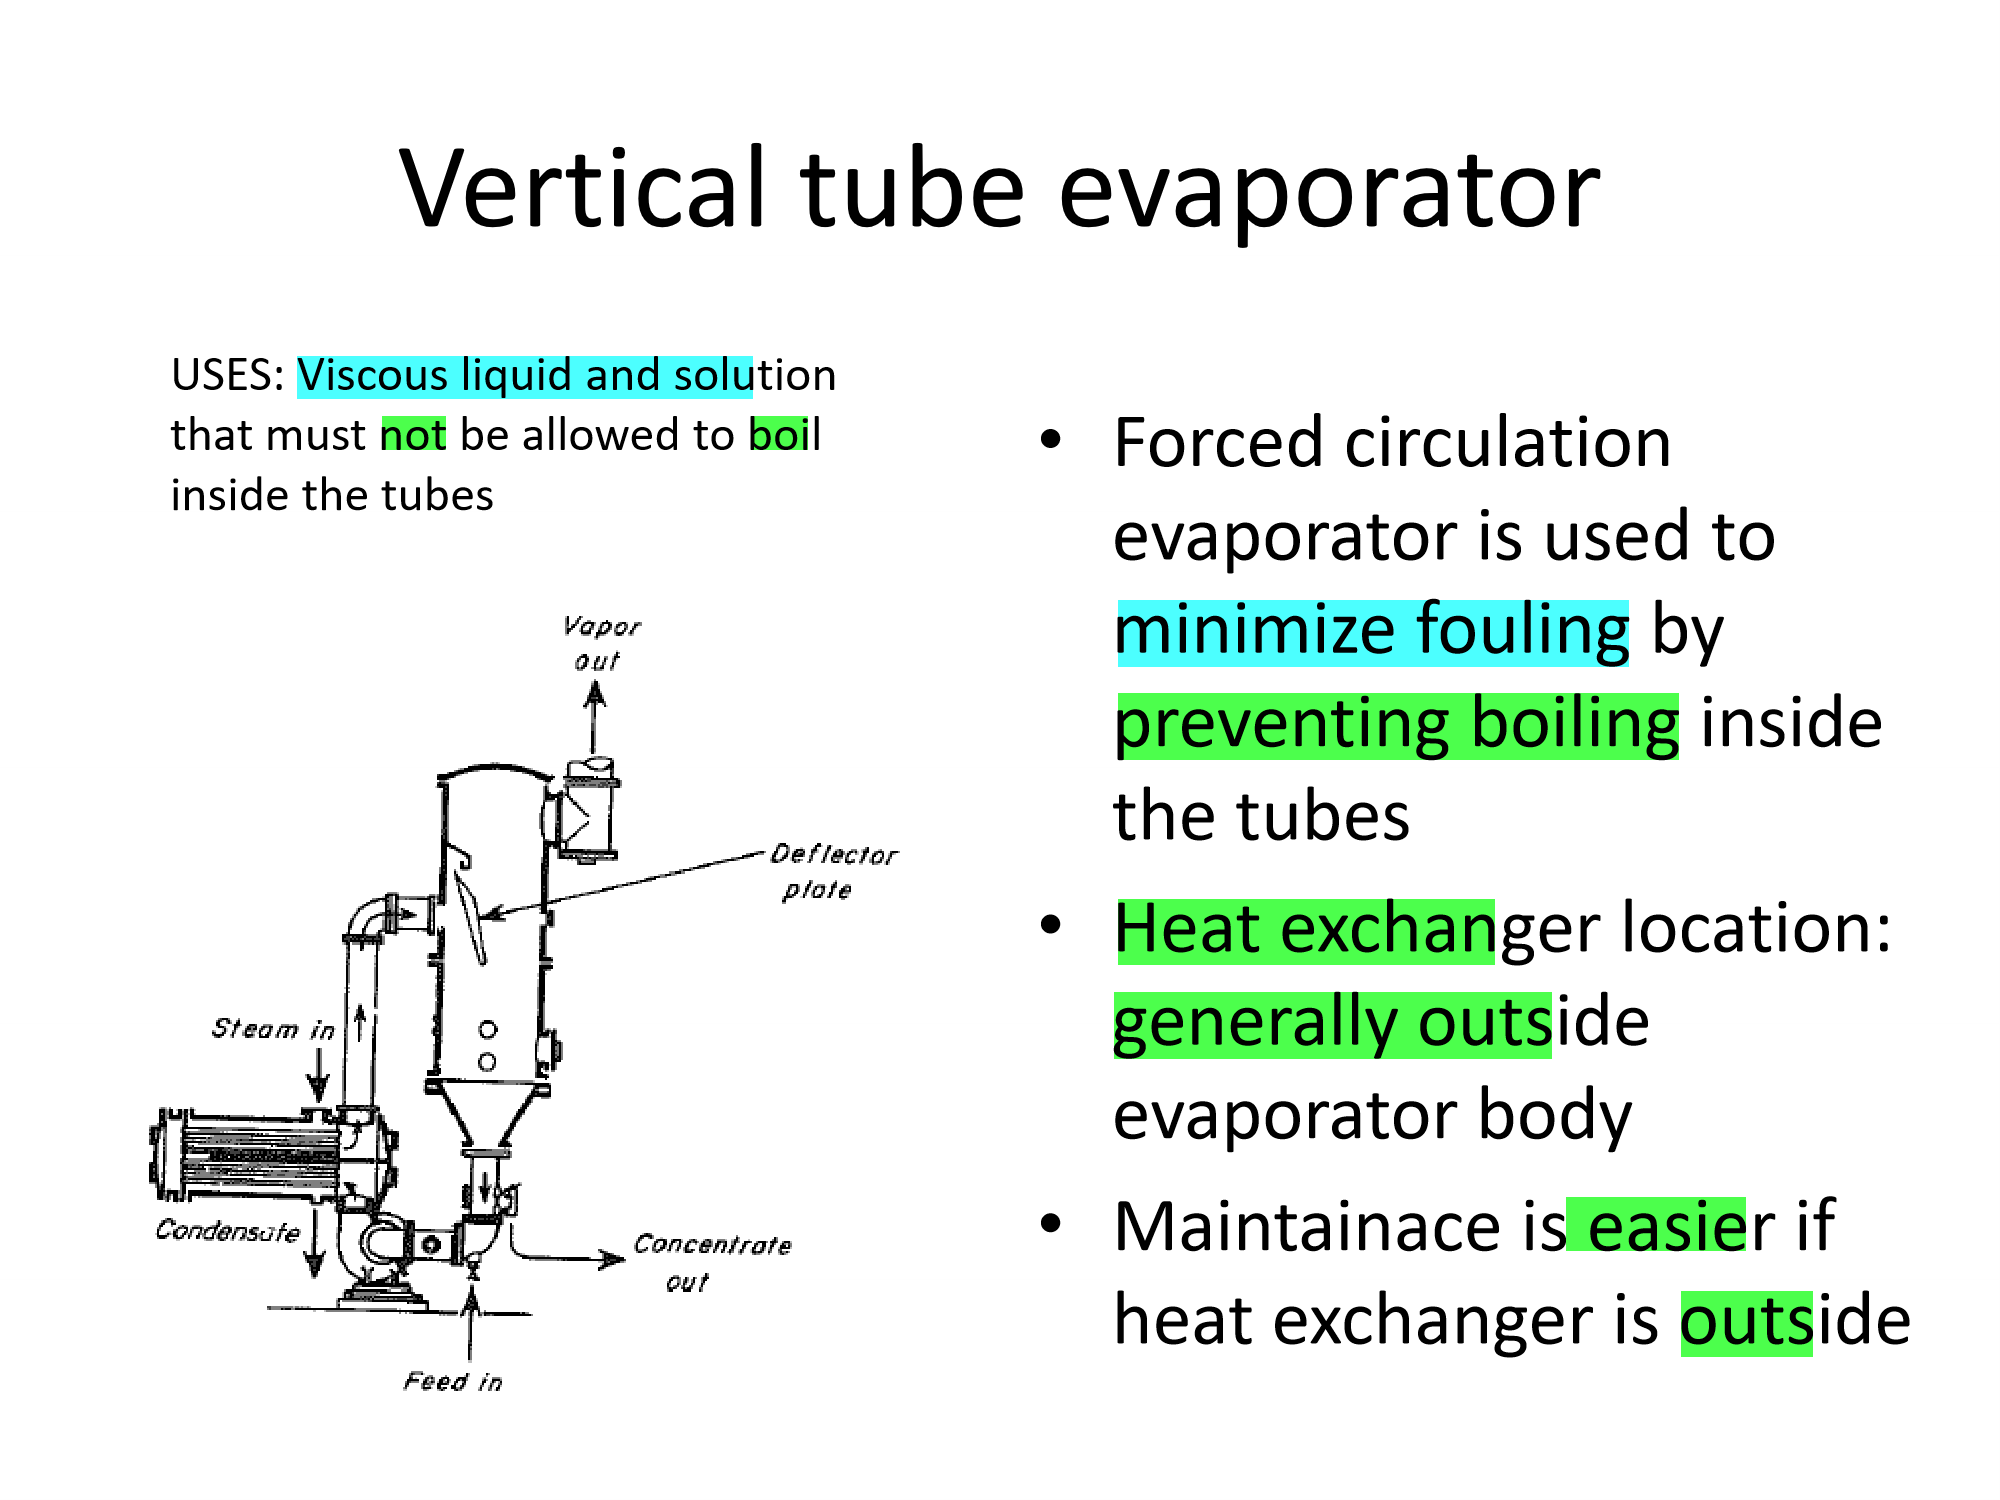 Vertical tube evaporator
USES: Viscous liquid and solution
that must not be allowed to boil
inside the tubes
Vapor
out
Deflector
plate
Steam in
Condensate
Concentrate
out
Feed in
• Forced circulation
evaporator is used to
minimize fouling by
preventing boiling inside
the tubes
• Heat exchanger location:
generally outside
evaporator body
• Maintainace is easier if
heat exchanger is outside